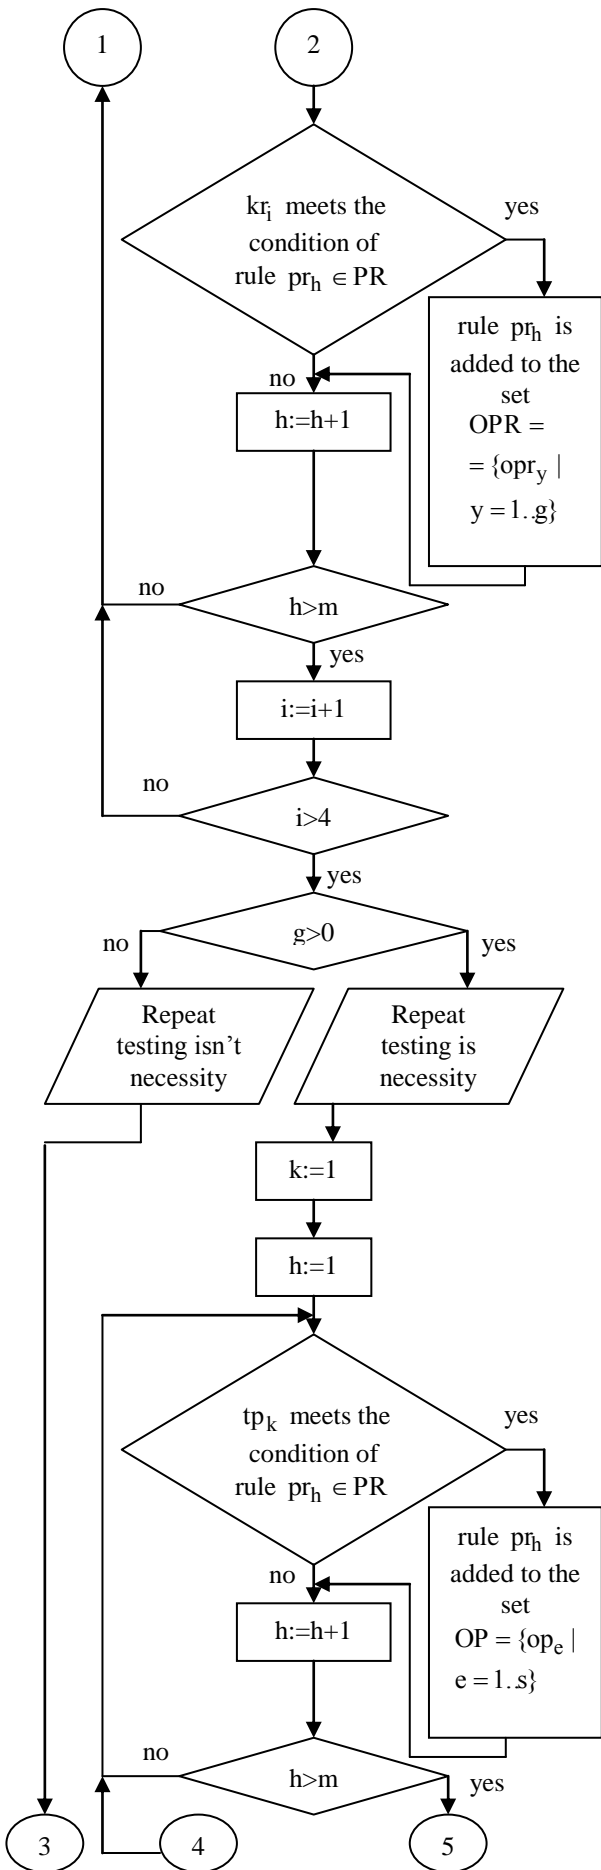 1
2
kr_i meets the
condition of
rule pr_h ∈ PR
yes
rule pr_h is
added to the
set
OPR =
= {opr_y |
y = 1..g}
no
h:=h+1
no
h>m
yes
i:=i+1
no
i>4
yes
g>0
no
yes
Repeat
testing isn't
necessity
Repeat
testing is
necessity
k:=1
h:=1
tp_k meets the
condition of
rule pr_h ∈ PR
yes
rule pr_h is
added to the
set
OP = {op_e |
e = 1..s}
no
h:=h+1
no
h>m
yes
3
4
5